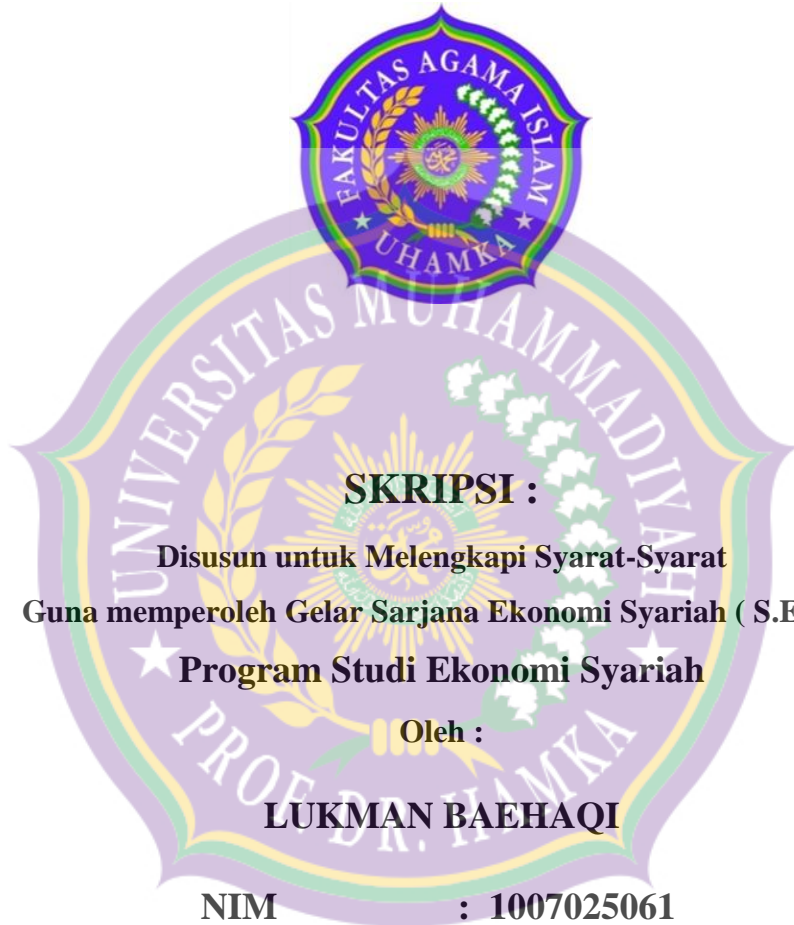 FAKULTAS AGAMA ISLAM
UHAMKA
UNIVERSITAS MUHAMMADIYAH
PROF. DR. HAMKA
SKRIPSI :
Disusun untuk Melengkapi Syarat-Syarat
Guna memperoleh Gelar Sarjana Ekonomi Syariah ( S.E
Program Studi Ekonomi Syariah
Oleh :
LUKMAN BAEHAQI
NIM : 1007025061